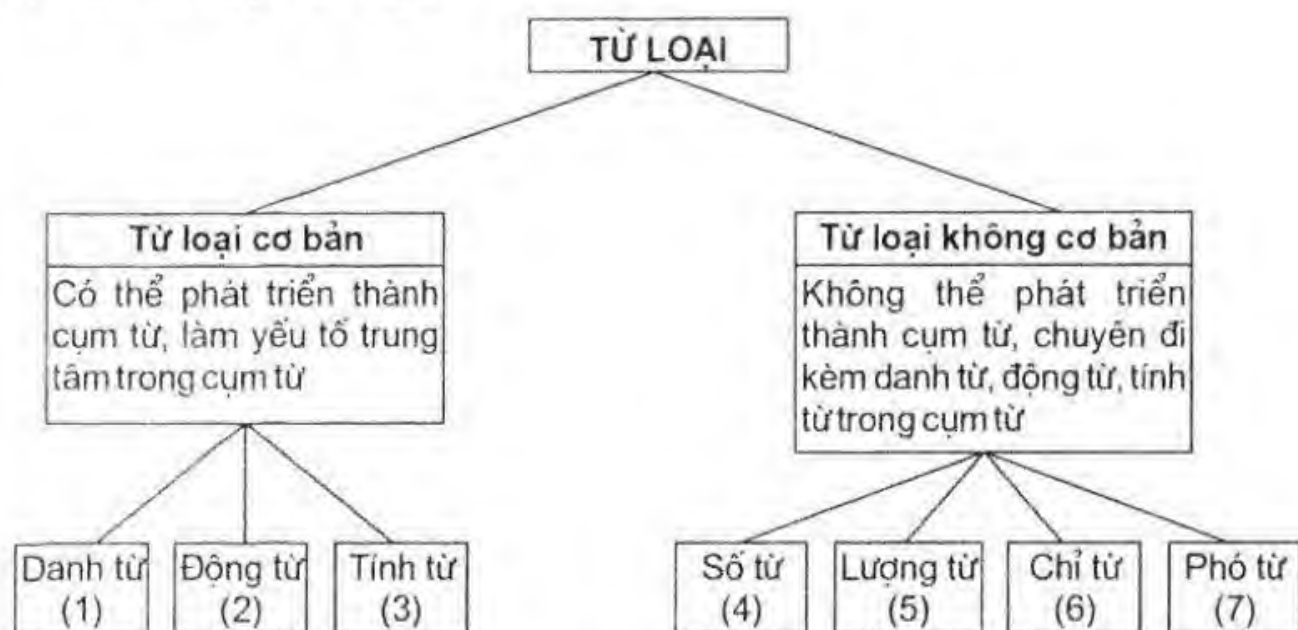 TỪ LOẠI
Từ loại cơ bản
Có thể phát triển thành
cụm từ, làm yếu tố trung
tâm trong cụm từ
Từ loại không cơ bản
Không thể phát triển
thành cụm từ, chuyên đi
kèm danh từ, động từ, tính
từ trong cụm từ
Danh từ
(1)
Động từ
(2)
Tính từ
(3)
Số từ
(4)
Lượng từ
(5)
Chỉ từ
(6)
Phó từ
(7)